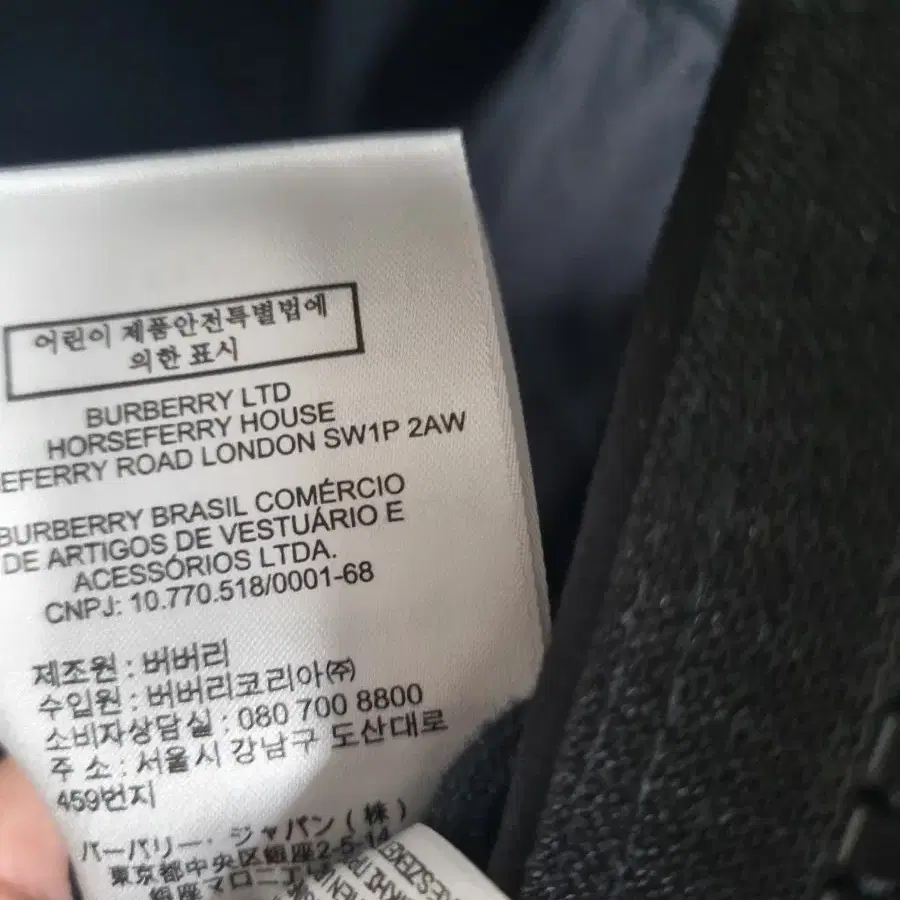 어린이 제품안전특별법에
의한 표시
BURBERRY LTD
HORSEFERRY HOUSE
EFERRY ROAD LONDON SW1P 2AW
BURBERRY BRASIL COMÉRCIO
DE ARTIGOS DE VESTUÁRIO E
ACESSÓRIOS LTDA.
CNPJ: 10.770.518/0001-68
제조원 : 버버리
수입원 : 버버리코리아㈜
소비자상담실 : 080 700 8800
주 소 : 서울시 강남구 도산대로
459번지
バーバリー・ジャパン(株)
東京都中央区銀座2-5-14
銀座マロニ